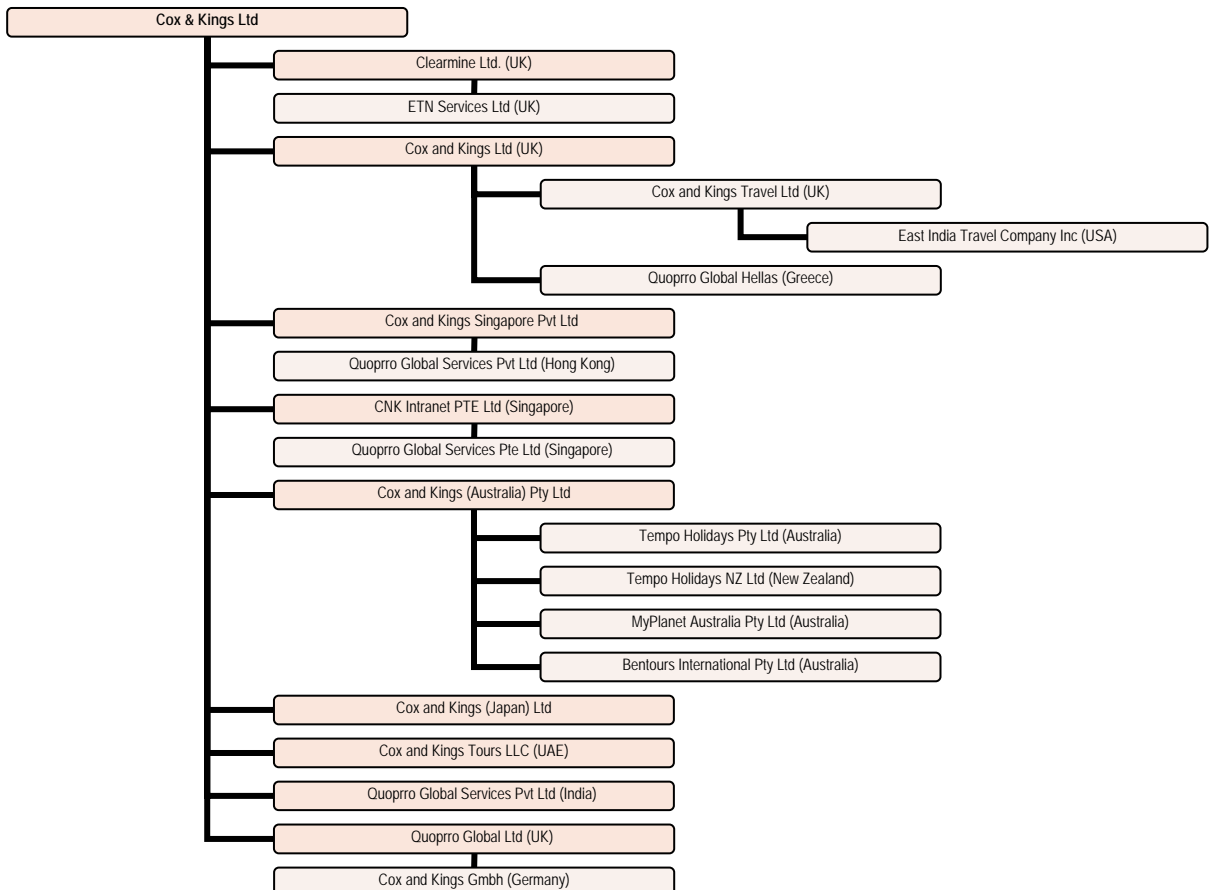 Cox & Kings Ltd
Clearmine Ltd. (UK)
ETN Services Ltd (UK)
Cox and Kings Ltd (UK)
Cox and Kings Travel Ltd (UK)
East India Travel Company Inc (USA)
Quoprro Global Hellas (Greece)
Cox and Kings Singapore Pvt Ltd
Quoprro Global Services Pvt Ltd (Hong Kong)
CNK Intranet PTE Ltd (Singapore)
Quoprro Global Services Pte Ltd (Singapore)
Cox and Kings (Australia) Pty Ltd
Tempo Holidays Pty Ltd (Australia)
Tempo Holidays NZ Ltd (New Zealand)
MyPlanet Australia Pty Ltd (Australia)
Bentours International Pty Ltd (Australia)
Cox and Kings (Japan) Ltd
Cox and Kings Tours LLC (UAE)
Quoprro Global Services Pvt Ltd (India)
Quoprro Global Ltd (UK)
Cox and Kings Gmbh (Germany)